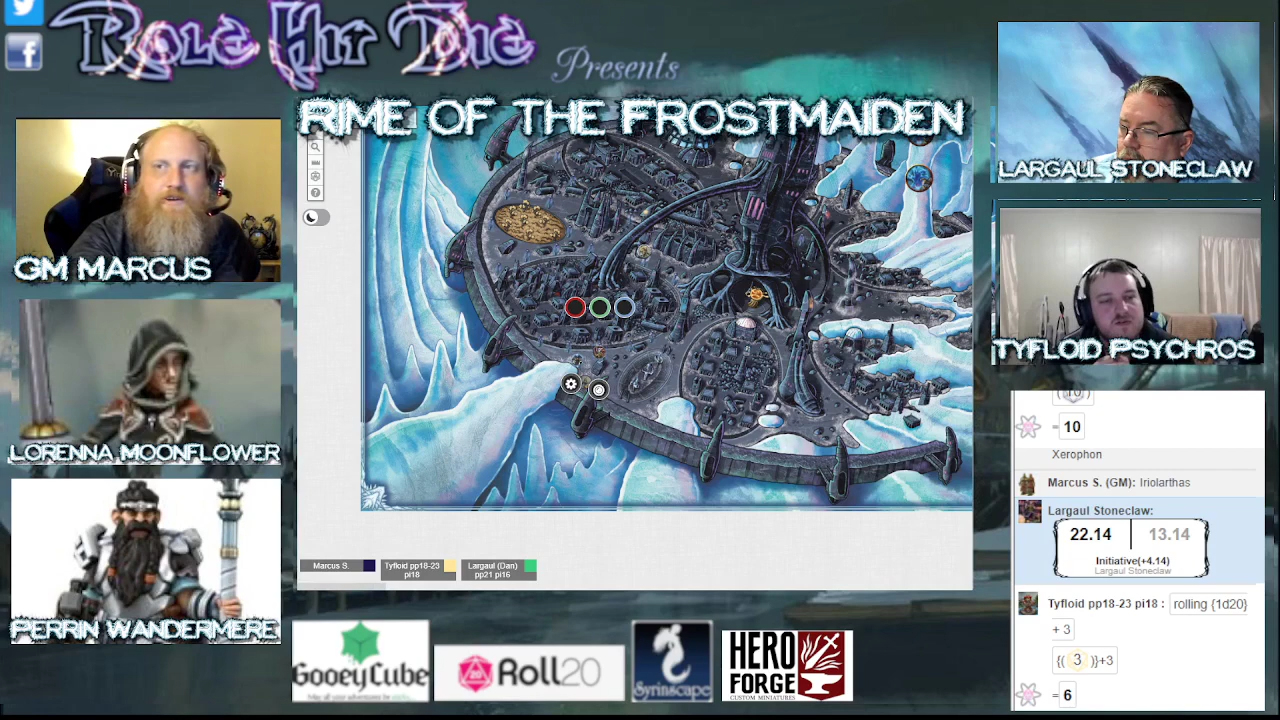 Role Hit Die
Presents
RIME OF THE FROSTMAIDEN
GM MARCUS
LORENNA MOONFLOWER
PERRIN WANDERMERE
LARGAUL STONECLAW
TYFLOID PSYCHROS
Marcus S.
Tyfloid pp18-23
pi18
Largaul (Dan)
pp21 pi16
= 10
Xerophon
Marcus S. (GM): Iriolarthas
Largaul Stoneclaw:
22.14
13.14
Initiative(+4.14)
Largaul Stoneclaw
Tyfloid pp18-23 pi18 : rolling {1d20}
+ 3
{( 3 )}+3
= 6
GooeyCube
Roll20
Syrinscape
HERO
FORGE
CUSTOM MINIATURES